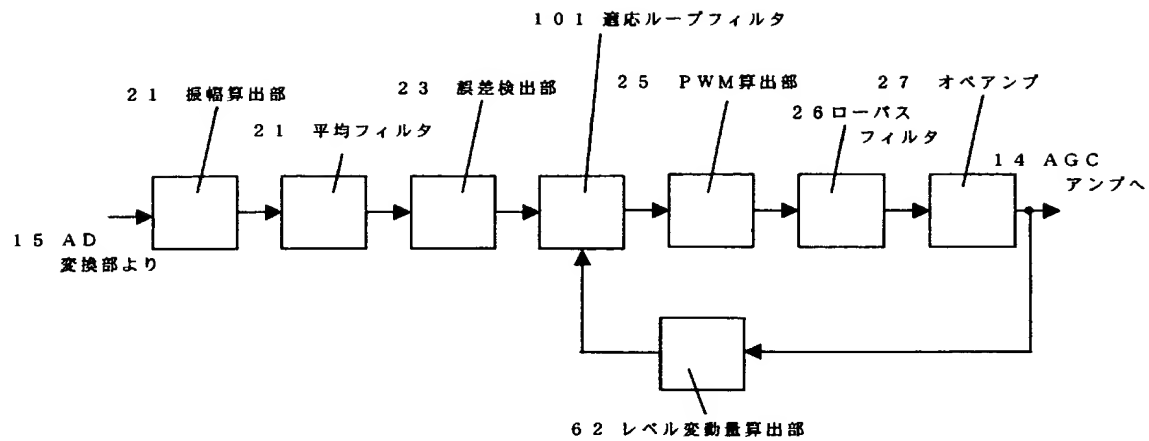 101 適応ループフィルタ
21 振幅算出部
23 誤差検出部
25 PWM算出部
27 オペアンプ
21 平均フィルタ
26ローパス
フィルタ
14 AGC
アンプへ
15 AD
変換部より
62 レベル変動量算出部